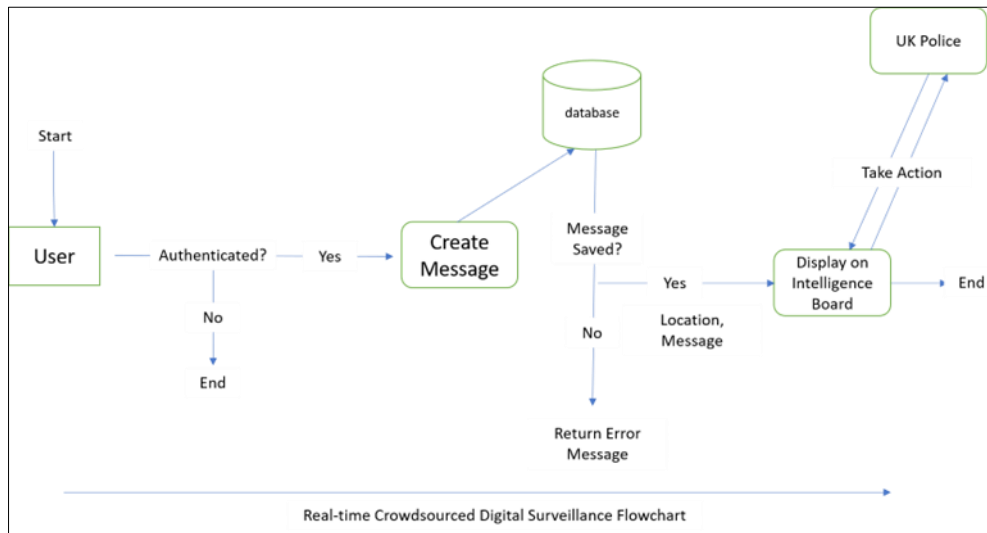 UK Police
database
Start
Take Action
Message
Saved?
User
Authenticated?
Yes
Create
Message
Display on
Intelligence
Board
Yes
End
No
Location,
Message
No
End
Return Error
Message
Real-time Crowdsourced Digital Surveillance Flowchart